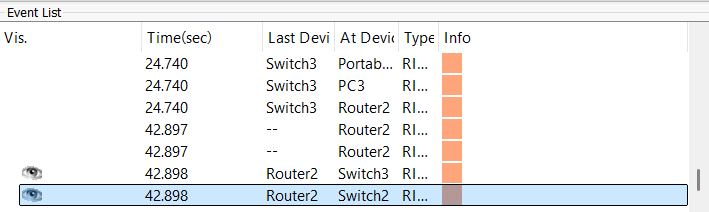 Event List
Vis. Time(sec) Last Devi At Devic Type Info
24.740 Switch3 Portab... RI...
24.740 Switch3 PC3 RI...
24.740 Switch3 Router2 RI...
42.897 -- Router2 RI...
42.897 -- Router2 RI...
42.898 Router2 Switch3 RI...
42.898 Router2 Switch2 RI...